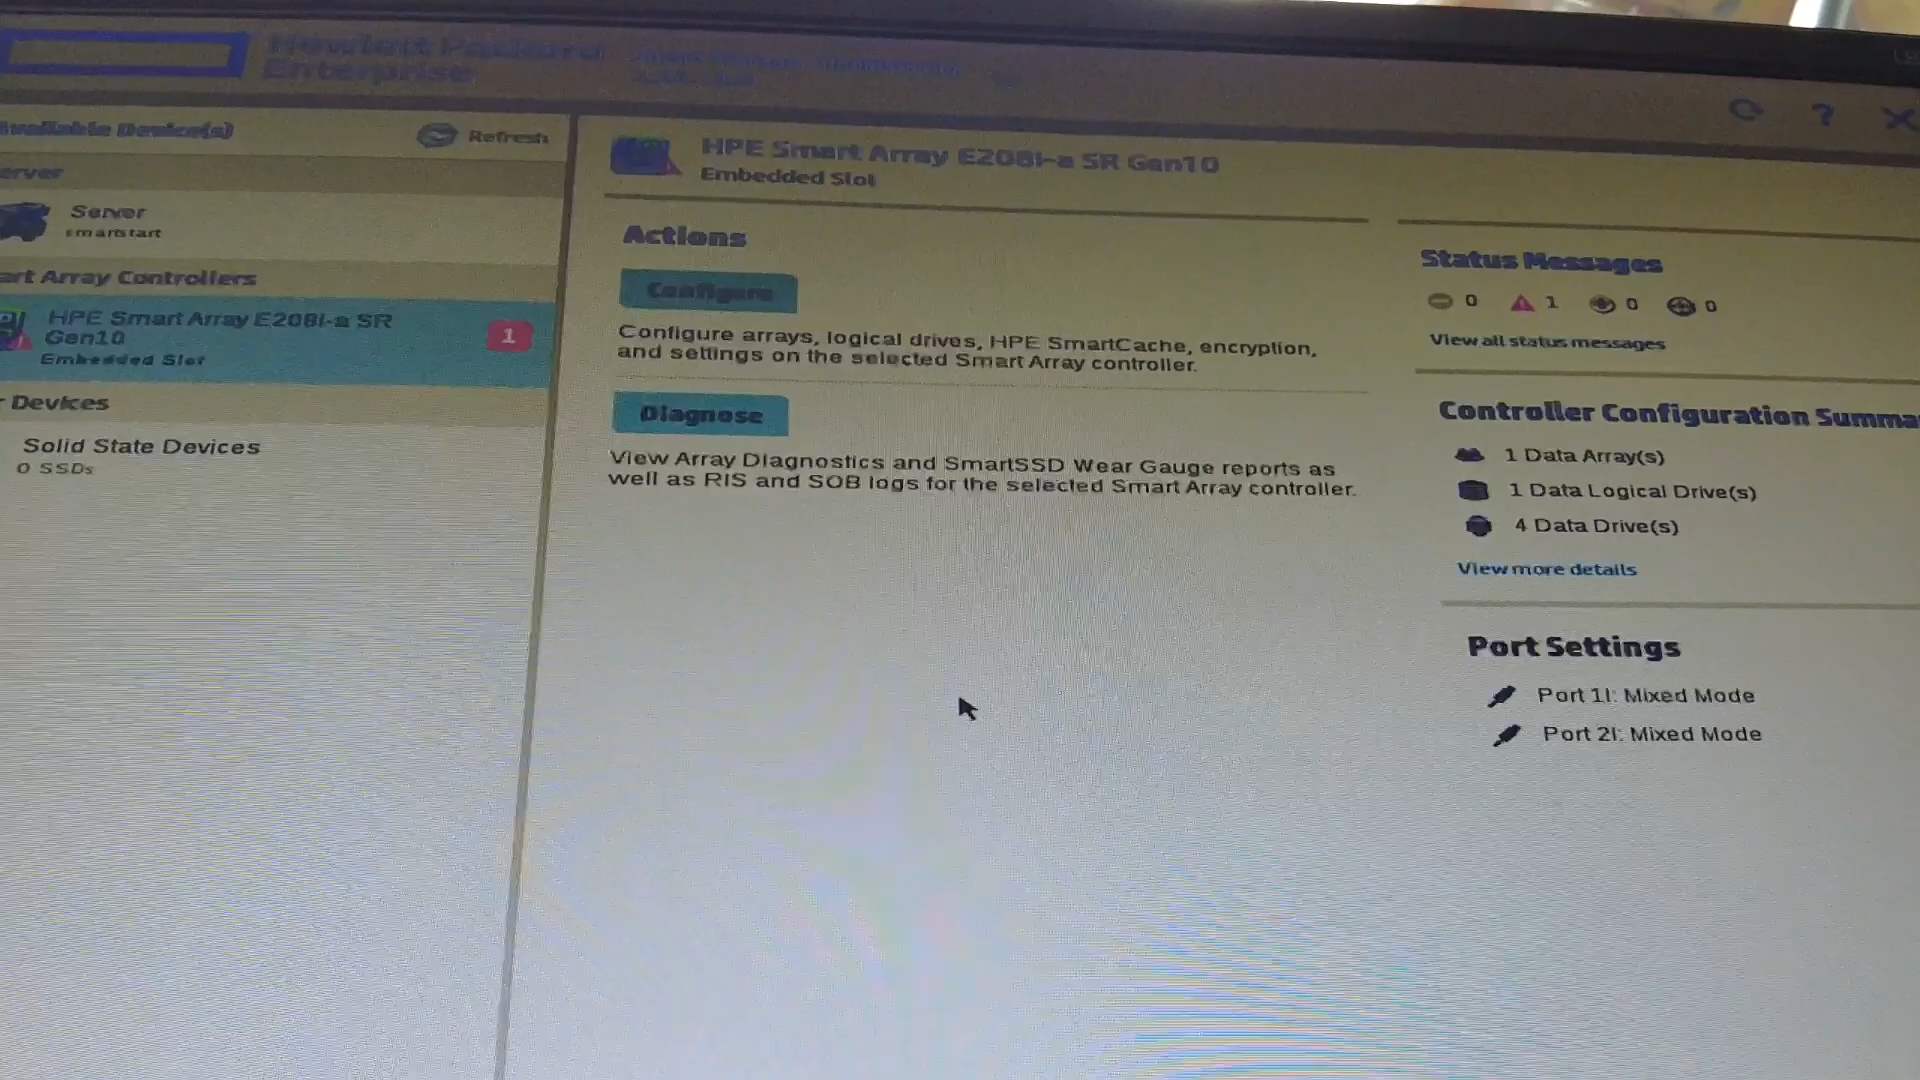 Hewlett Packard
Enterprise
Available Device(s)
Refresh
erver
Server
smartstart
art Array Controllers
HPE Smart Array E208i-a SR
Gen10
Embedded Slot
1
r Devices
Solid State Devices
0 SSDs
HPE Smart Array E208i-a SR Gen10
Embedded Slot
Actions
Configure
Configure arrays, logical drives, HPE SmartCache, encryption,
and settings on the selected Smart Array controller.
Diagnose
View Array Diagnostics and SmartSSD Wear Gauge reports as
well as RIS and SOB logs for the selected Smart Array controller.
?
Status Messages
0 1 0 0
View all status messages
Controller Configuration Summa
1 Data Array(s)
1 Data Logical Drive(s)
4 Data Drive(s)
View more details
Port Settings
Port 1I: Mixed Mode
Port 2I: Mixed Mode